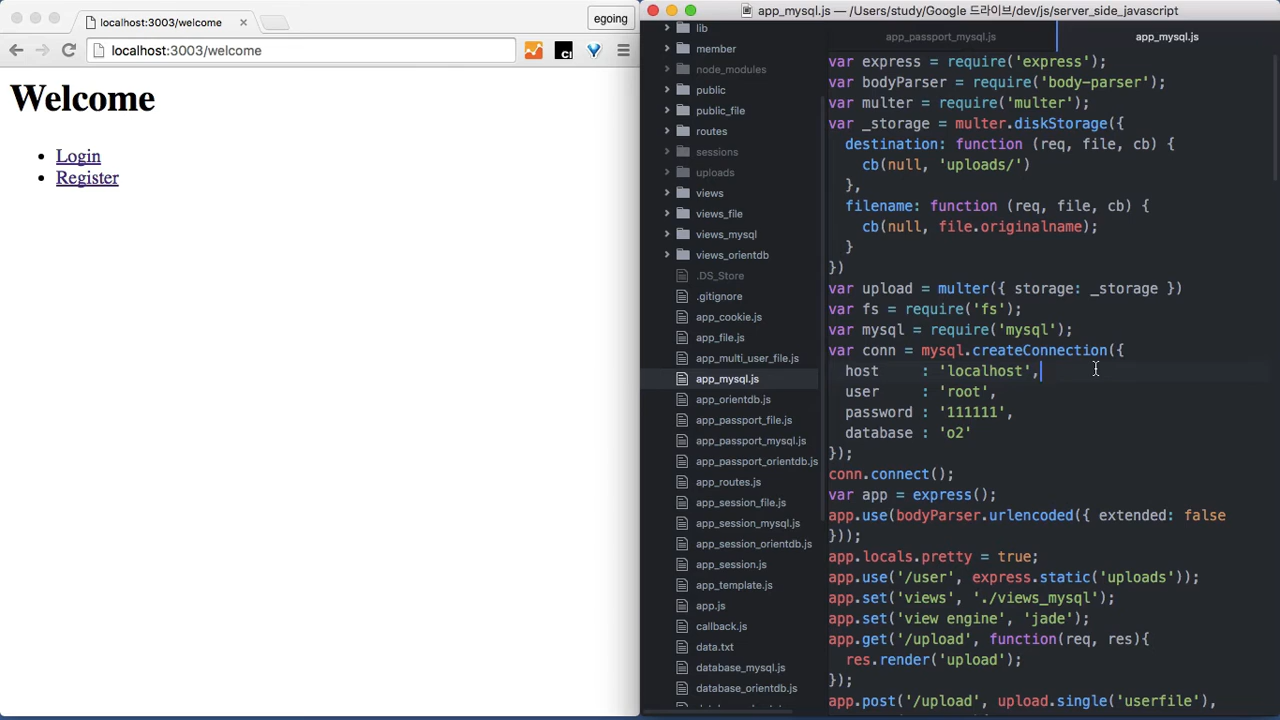 localhost:3003/welcome
egoing
localhost:3003/welcome
Welcome
Login
Register
app_mysql.js — /Users/study/Google 드라이브/dev/js/server_side_javascript
lib
member
node_modules
public
public_file
routes
sessions
uploads
views
views_file
views_mysql
views_orientdb
.DS_Store
.gitignore
app_cookie.js
app_file.js
app_multi_user_file.js
app_mysql.js
app_orientdb.js
app_passport_file.js
app_passport_mysql.js
app_passport_orientdb.js
app_routes.js
app_session_file.js
app_session_mysql.js
app_session_orientdb.js
app_session.js
app_template.js
app.js
callback.js
data.txt
database_mysql.js
database_orientdb.js
app_passport_mysql.js
app_mysql.js
var express = require('express');
var bodyParser = require('body-parser');
var multer = require('multer');
var _storage = multer.diskStorage({
destination: function (req, file, cb) {
cb(null, 'uploads/')
},
filename: function (req, file, cb) {
cb(null, file.originalname);
}
})
var upload = multer({ storage: _storage })
var fs = require('fs');
var mysql = require('mysql');
var conn = mysql.createConnection({
host : 'localhost',
user : 'root',
password : '111111',
database : 'o2'
});
conn.connect();
var app = express();
app.use(bodyParser.urlencoded({ extended: false
}));
app.locals.pretty = true;
app.use('/user', express.static('uploads'));
app.set('views', './views_mysql');
app.set('view engine', 'jade');
app.get('/upload', function(req, res){
res.render('upload');
});
app.post('/upload', upload.single('userfile'),